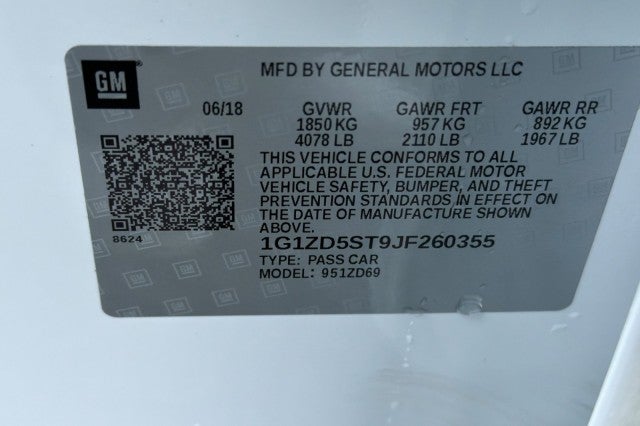 GM
MFD BY GENERAL MOTORS LLC
06/18 GVWR GAWR FRT GAWR RR
1850 KG 957 KG 892 KG
4078 LB 2110 LB 1967 LB
THIS VEHICLE CONFORMS TO ALL
APPLICABLE U.S. FEDERAL MOTOR
VEHICLE SAFETY, BUMPER, AND THEFT
PREVENTION STANDARDS IN EFFECT ON
THE DATE OF MANUFACTURE SHOWN
ABOVE.
8624
1G1ZD5ST9JF260355
TYPE: PASS CAR
MODEL: 951ZD69